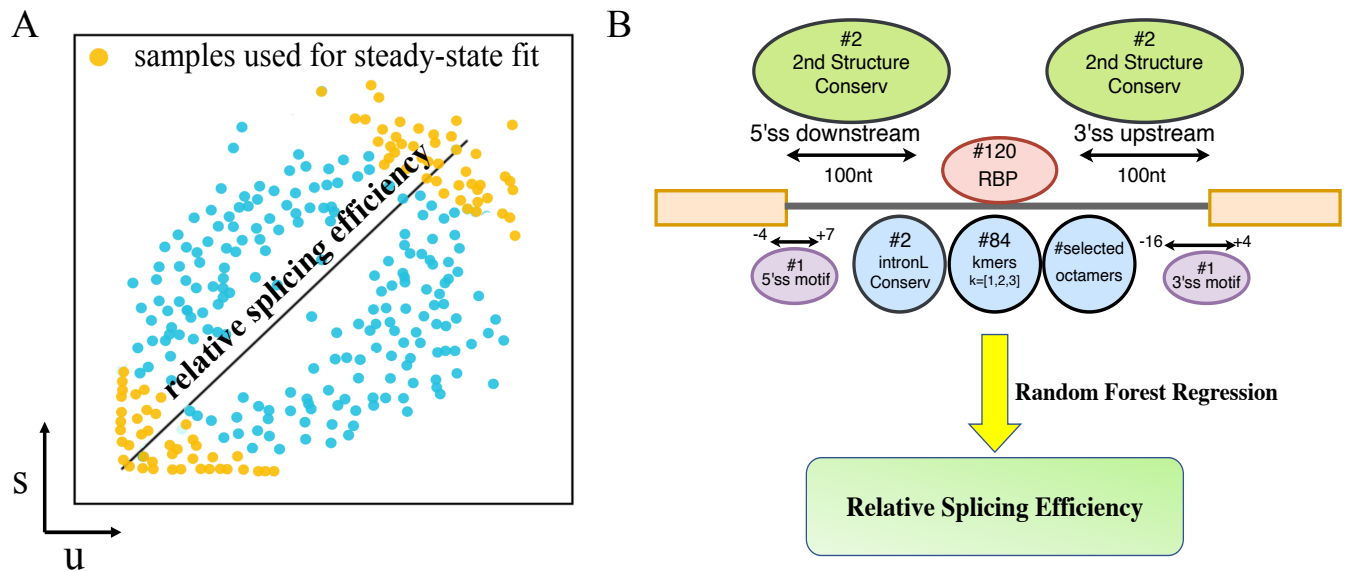 A
samples used for steady-state fit
relative splicing efficiency
s
u
B
#2
2nd Structure
Conserv
#2
2nd Structure
Conserv
5'ss downstream
3'ss upstream
100nt
100nt
#120
RBP
-4
+7
#1
5'ss motif
#2
intronL
Conserv
#84
kmers
k=[1,2,3]
#selected
octamers
-16
+4
#1
3'ss motif
Random Forest Regression
Relative Splicing Efficiency